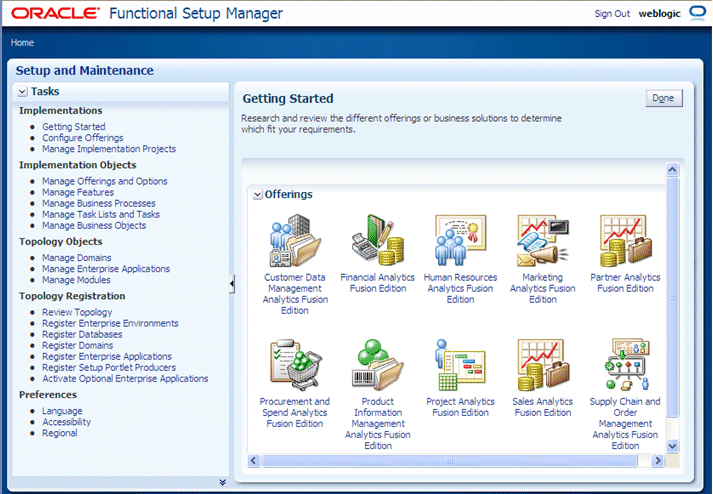 ORACLE Functional Setup Manager
Sign Out weblogic
Home
Setup and Maintenance
Tasks
Implementations
Getting Started
Configure Offerings
Manage Implementation Projects
Implementation Objects
Manage Offerings and Options
Manage Features
Manage Business Processes
Manage Task Lists and Tasks
Manage Business Objects
Topology Objects
Manage Domains
Manage Enterprise Applications
Manage Modules
Topology Registration
Review Topology
Register Enterprise Environments
Register Databases
Register Domains
Register Enterprise Applications
Register Setup Portlet Producers
Activate Optional Enterprise Applications
Preferences
Language
Accessibility
Regional
Getting Started
Done
Research and review the different offerings or business solutions to determine
which fit your requirements.
Offerings
Customer Data
Management
Analytics Fusion
Edition
Financial Analytics
Fusion Edition
Human Resources
Analytics Fusion
Edition
Marketing
Analytics Fusion
Edition
Partner Analytics
Fusion Edition
Procurement and
Spend Analytics
Fusion Edition
Product
Information
Management
Analytics Fusion
Edition
Project Analytics
Fusion Edition
Sales Analytics
Fusion Edition
Supply Chain and
Order
Management
Analytics Fusion
Edition